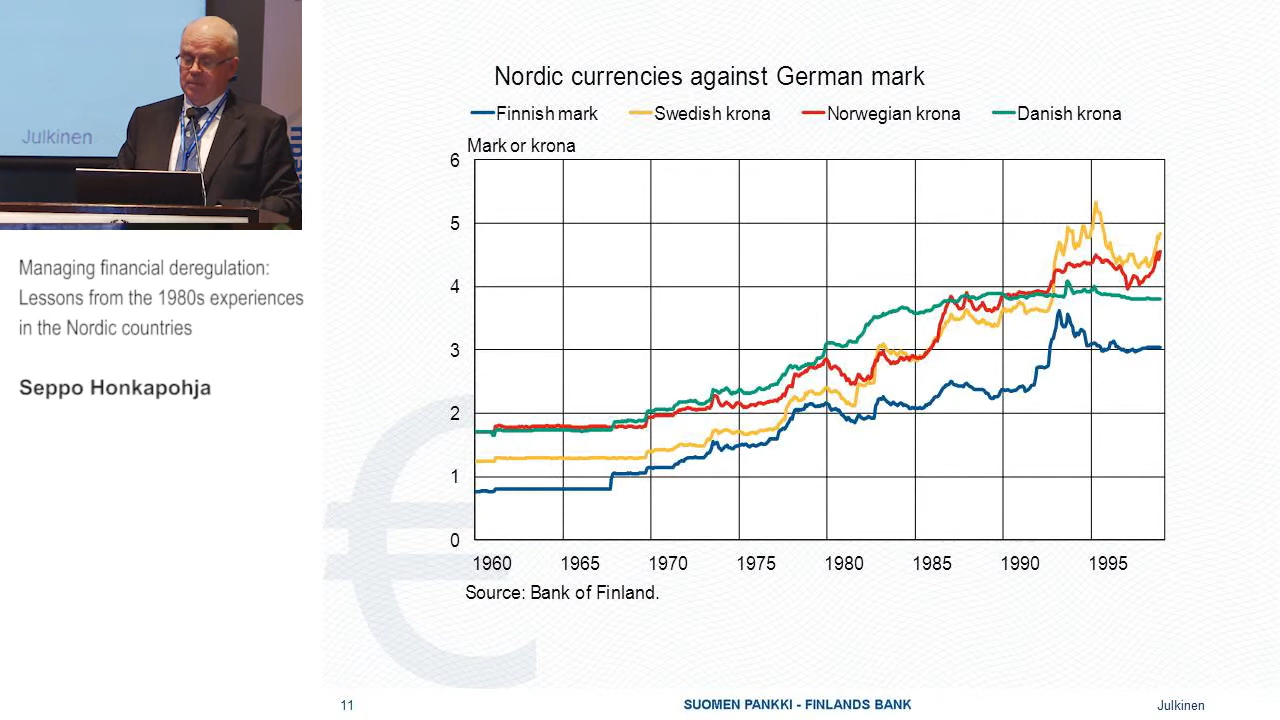 Julkinen
Managing financial deregulation:
Lessons from the 1980s experiences
in the Nordic countries
Seppo Honkapohja
Nordic currencies against German mark
Finnish mark Swedish krona Norwegian krona Danish krona
Mark or krona
6
5
4
3
2
1
0
1960 1965 1970 1975 1980 1985 1990 1995
Source: Bank of Finland.
€
11 SUOMEN PANKKI - FINLANDS BANK Julkinen